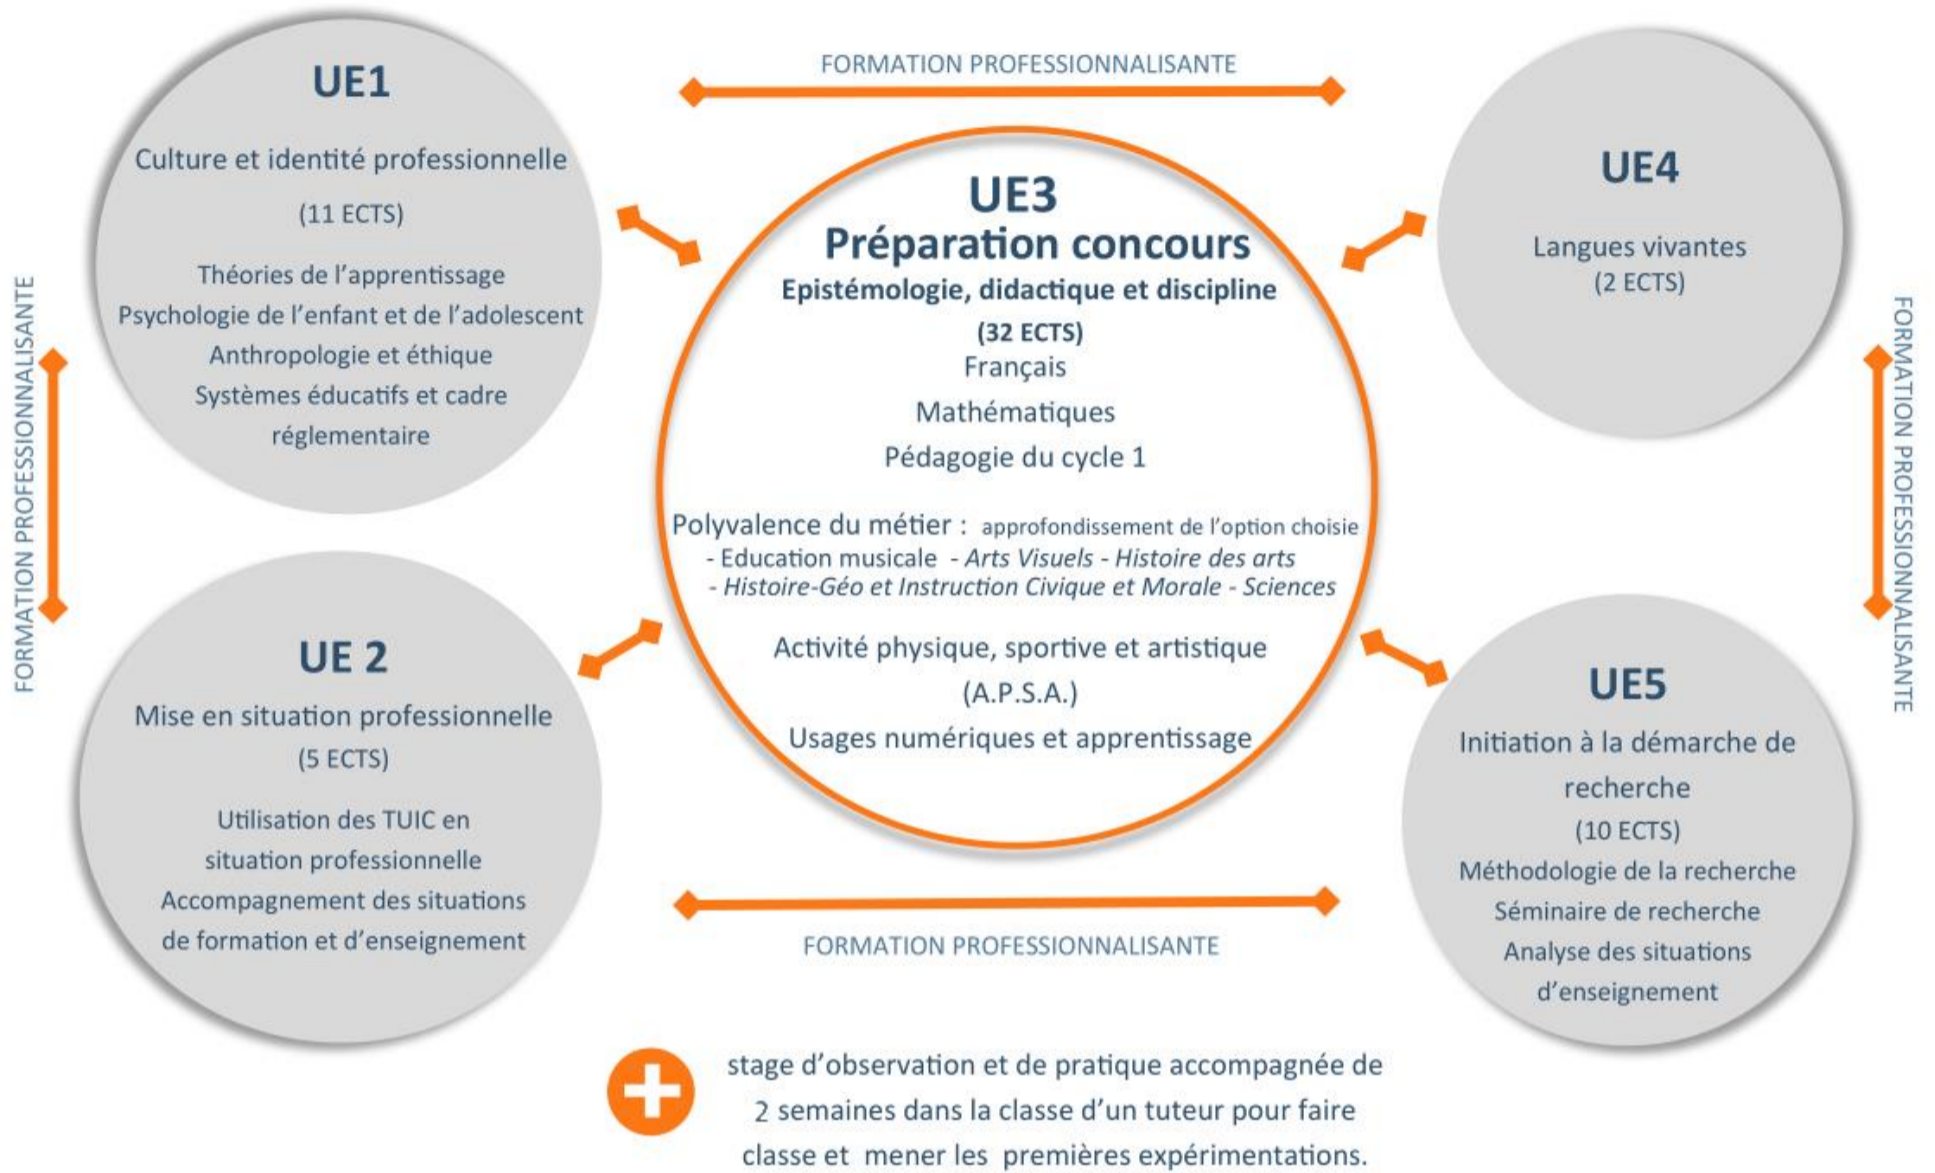 FORMATION PROFESSIONNALISANTE
UE1
Culture et identité professionnelle
(11 ECTS)
Théories de l'apprentissage
Psychologie de l'enfant et de l'adolescent
Anthropologie et éthique
Systèmes éducatifs et cadre
réglementaire
FORMATION PROFESSIONNALISANTE
UE 2
Mise en situation professionnelle
(5 ECTS)
Utilisation des TUIC en
situation professionnelle
Accompagnement des situations
de formation et d'enseignement
UE3
Préparation concours
Epistémologie, didactique et discipline
(32 ECTS)
Français
Mathématiques
Pédagogie du cycle 1
Polyvalence du métier : approfondissement de l'option choisie
- Education musicale - Arts Visuels - Histoire des arts
- Histoire-Géo et Instruction Civique et Morale - Sciences
Activité physique, sportive et artistique
(A.P.S.A.)
Usages numériques et apprentissage
UE4
Langues vivantes
(2 ECTS)
FORMATION PROFESSIONNALISANTE
UE5
Initiation à la démarche de
recherche
(10 ECTS)
Méthodologie de la recherche
Séminaire de recherche
Analyse des situations
d'enseignement
FORMATION PROFESSIONNALISANTE
stage d'observation et de pratique accompagnée de
2 semaines dans la classe d'un tuteur pour faire
classe et mener les premières expérimentations.